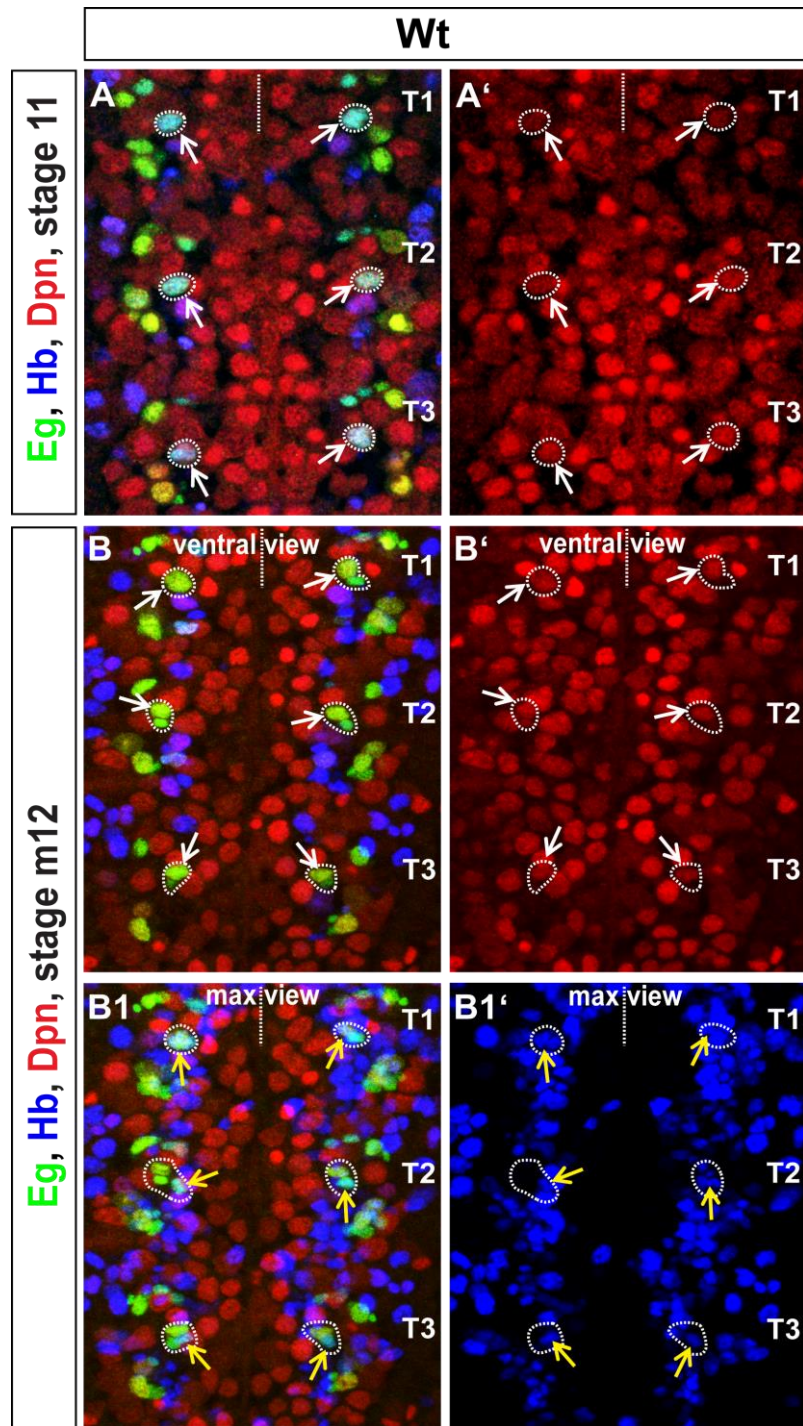 Wt
Eg, Hb, Dpn, stage 11
A
T1
T2
T3
A‘
T1
T2
T3
Eg, Hb, Dpn, stage m12
B
ventral view
T1
T2
T3
B‘
ventral view
T1
T2
T3
B1
max view
T1
T2
T3
B1‘
max view
T1
T2
T3